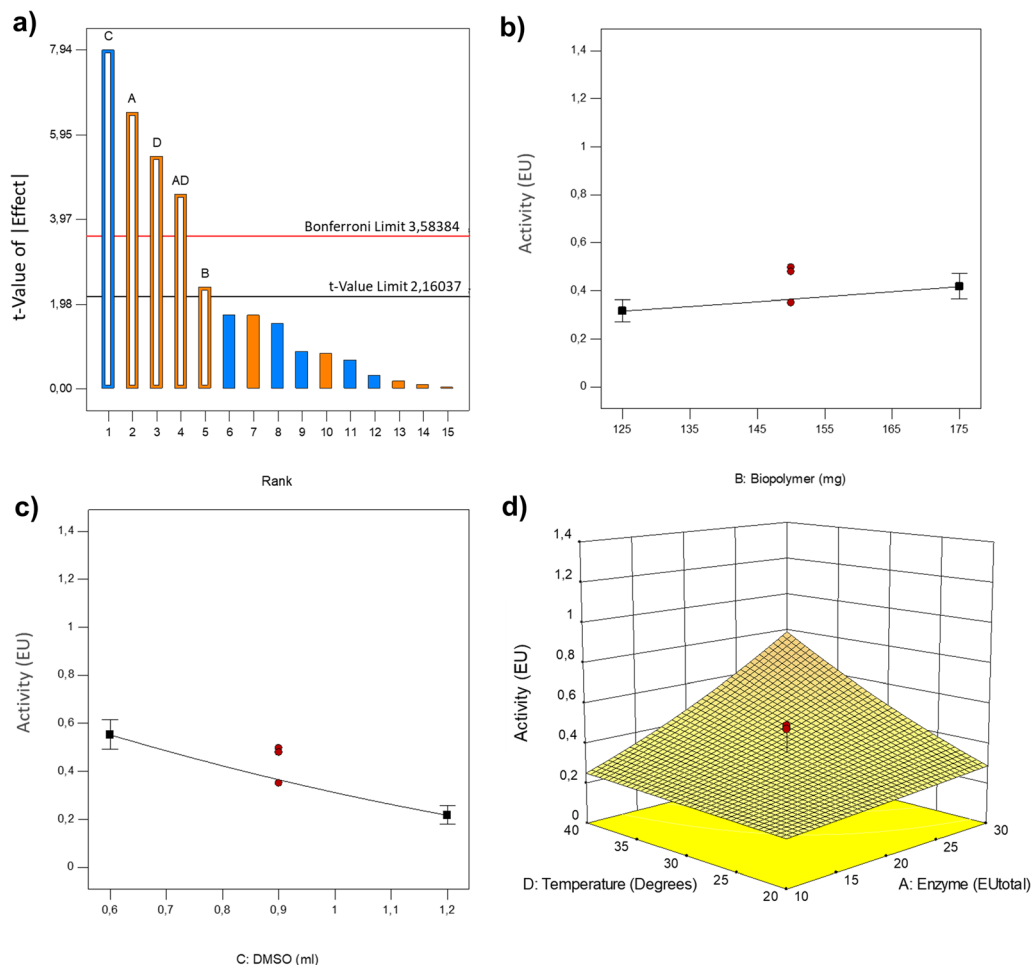 a)
t-Value of |Effect|
7,94
5,95
3,97
1,98
0,00
C
A
D
AD
B
Bonferroni Limit 3,58384
t-Value Limit 2,16037
1 2 3 4 5 6 7 8 9 10 11 12 13 14 15
Rank
b)
Activity (EU)
1,4
1,2
1
0,8
0,6
0,4
0,2
0
125 135 145 155 165 175
B: Biopolymer (mg)
c)
Activity (EU)
1,4
1,2
1
0,8
0,6
0,4
0,2
0
0,6 0,7 0,8 0,9 1 1,1 1,2
C: DMSO (ml)
d)
Activity (EU)
1,4
1,2
1
0,8
0,6
0,4
0,2
0
40 35 30 25 20
D: Temperature (Degrees)
10 15 20 25 30
A: Enzyme (EUtotal)